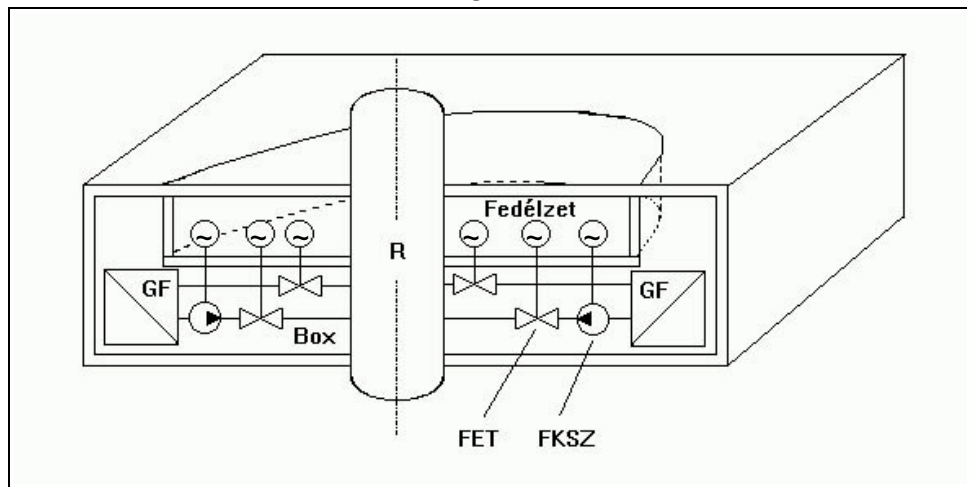 Fedélzet
R
GF
GF
Box
FET
FKSZ